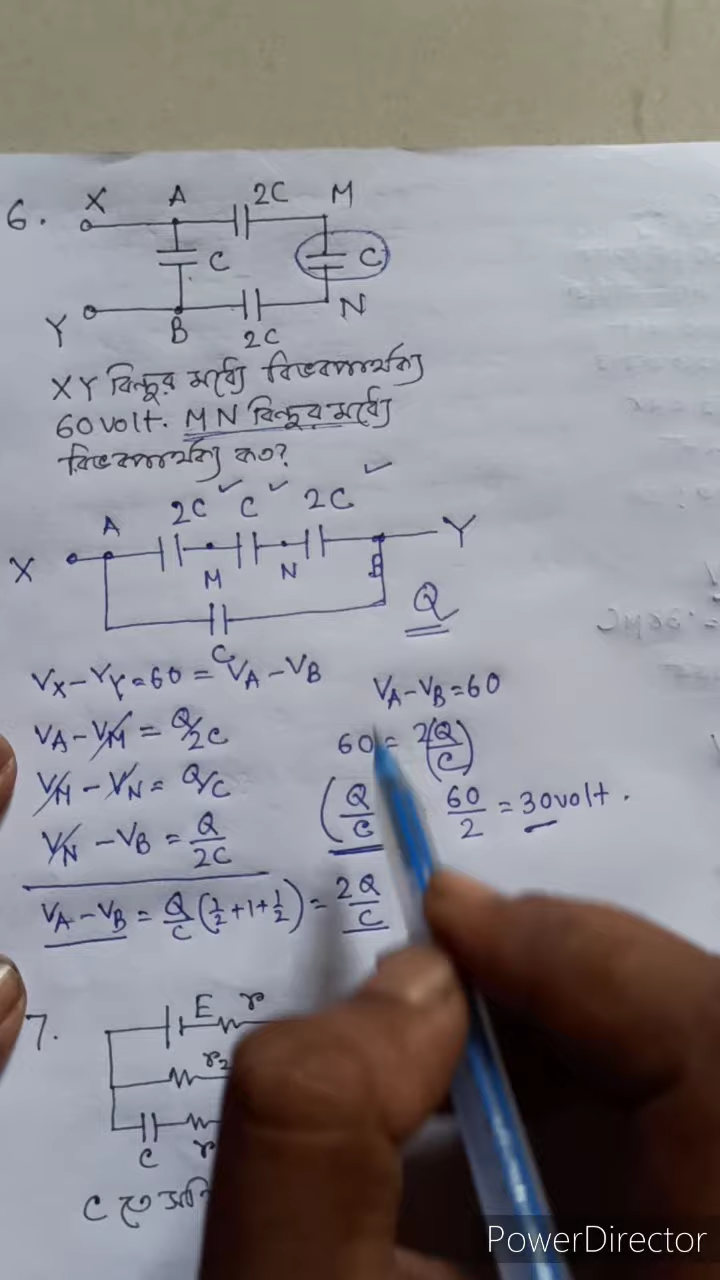 6. X A 2C M
C C
Y B 2C N
XY বিন্দুর মধ্যে বিভবপার্থক্য
60 volt. MN বিন্দুর মধ্যে
বিভবপার্থক্য কত?
A 2C C 2C
X M N B Y
C Q
Vx-Vy=60=VA-VB
VA-VB=60
VA-VM=Q/2C
60=2(Q/C)
VM-VN=Q/C
(Q/C 60/2=30volt.
VN-VB=Q/2C
VA-VB=Q/C(1/2+1+1/2)=2Q/C
7. E r
r2
C r
C তে
PowerDirector